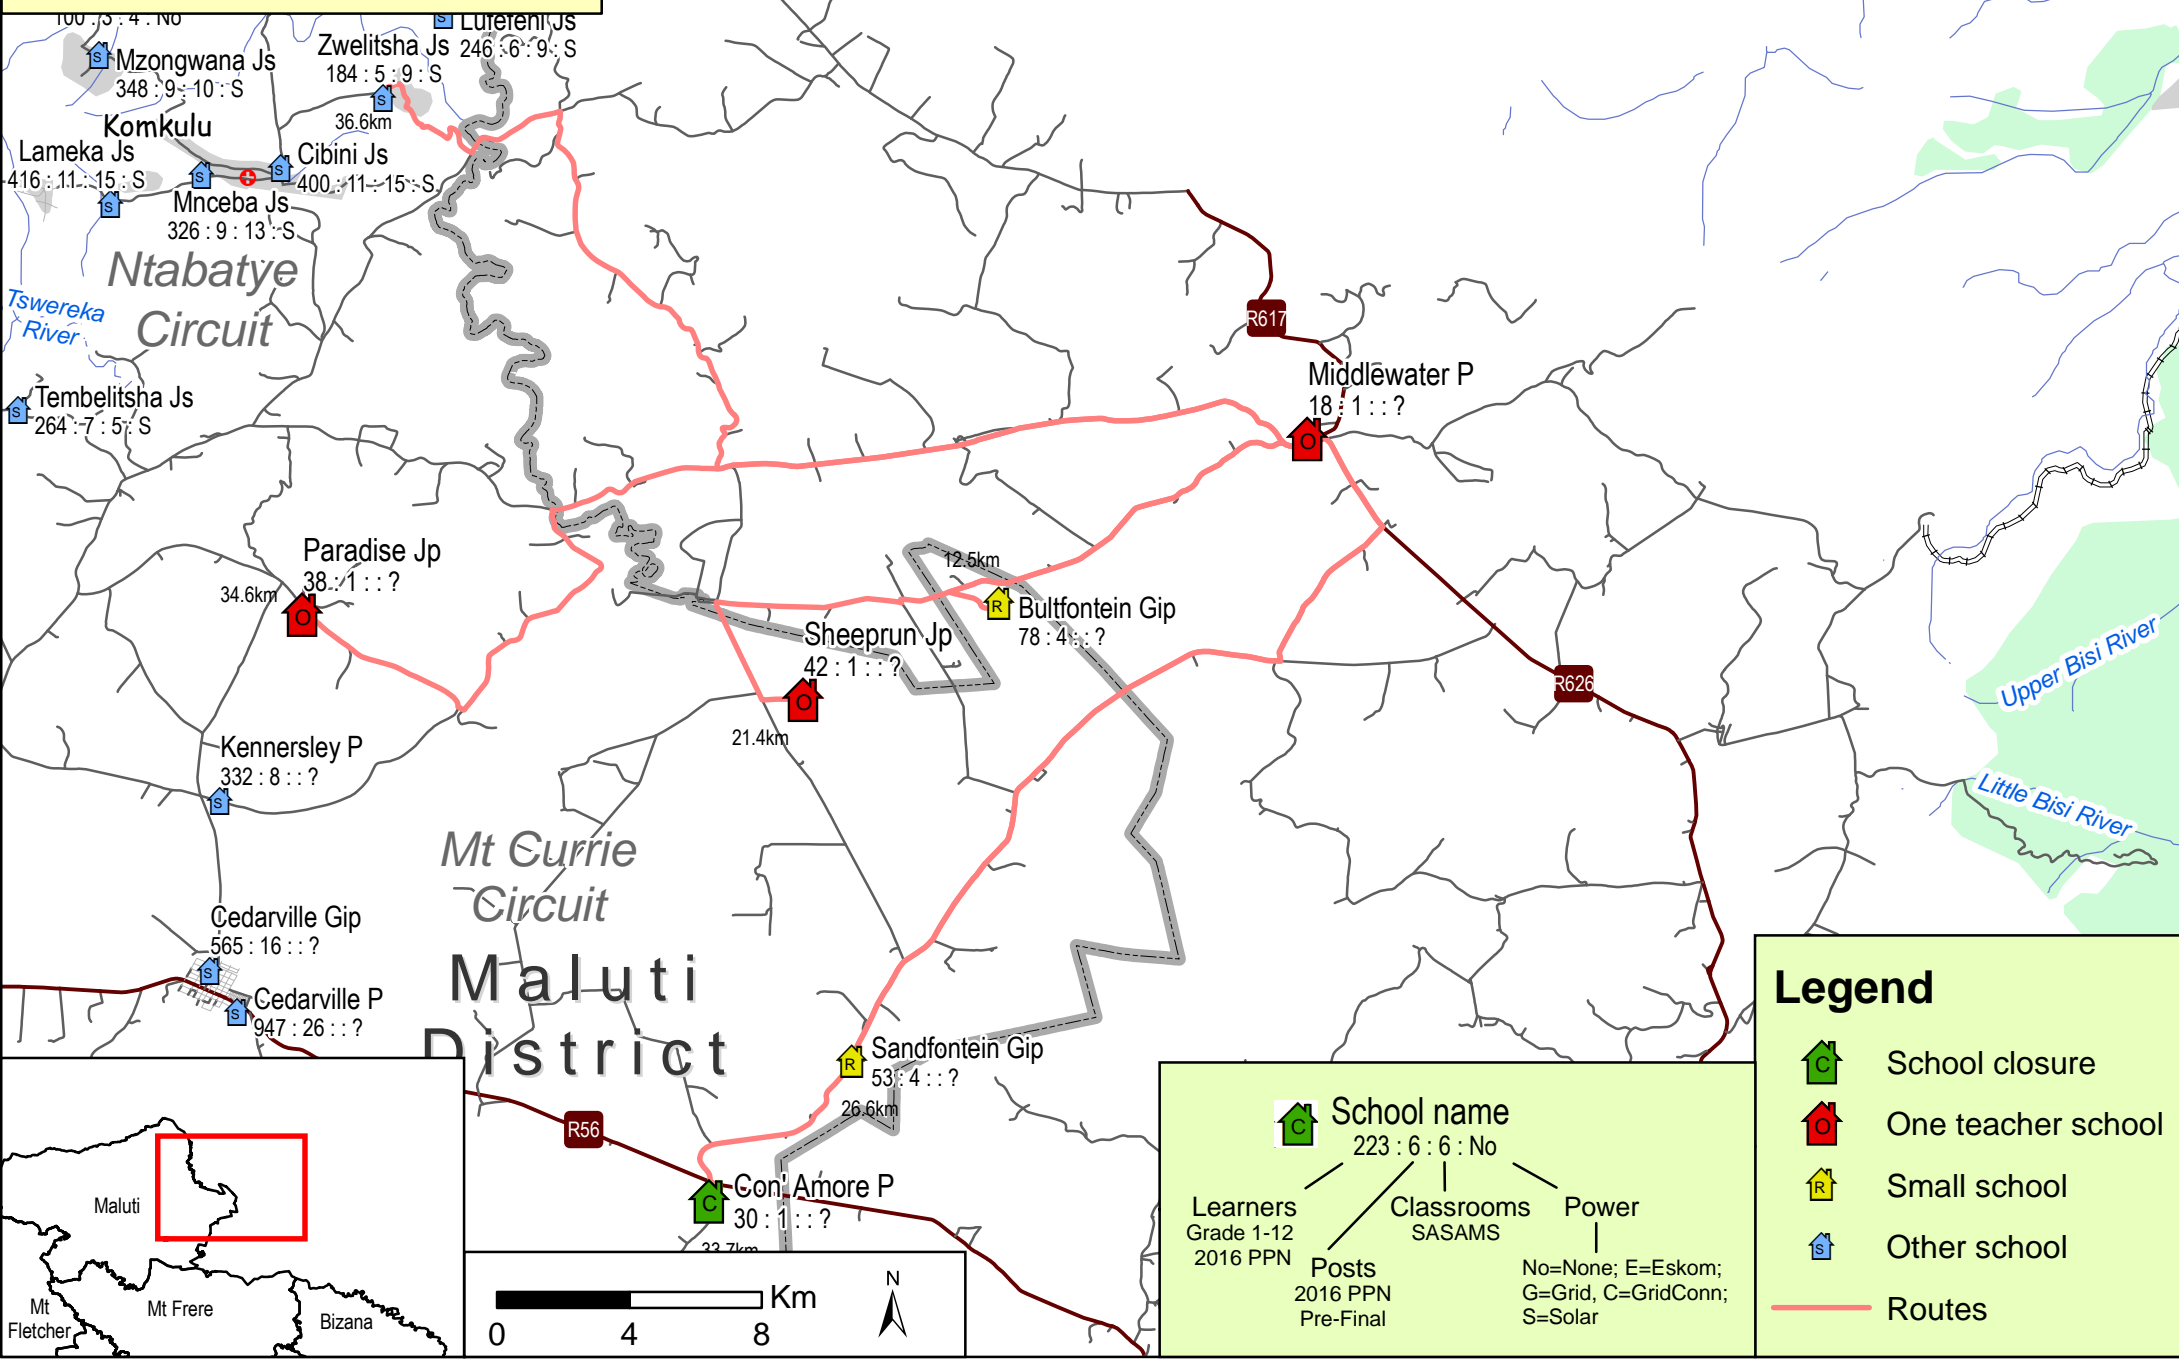 100 : 3 : 4 : No
Lufefeni Js
246 : 6 : 9 : S
Mzongwana Js
348 : 9 : 10 : S
Zwelitsha Js
184 : 5 : 9 : S
36.6km
Komkulu
Lameka Js
416 : 11 : 15 : S
Cibini Js
400 : 11 : 15 : S
Mnceba Js
326 : 9 : 13 : S
Ntabatye
Circuit
Tswereka
River
Tembelitsha Js
264 : 7 : 5 : S
R617
Middlewater P
18 : 1 : : ?
Paradise Jp
38 : 1 : : ?
34.6km
12.5km
Bultfontein Gip
78 : 4 : : ?
Sheeprun Jp
42 : 1 : : ?
21.4km
R626
Upper Bisi River
Little Bisi River
Kennersley P
332 : 8 : : ?
Mt Currie
Circuit
Cedarville Gip
565 : 16 : : ?
Cedarville P
947 : 26 : : ?
Maluti
District
Sandfontein Gip
53 : 4 : : ?
26.6km
R56
Con' Amore P
30 : 1 : : ?
33.7km
Maluti
Mt
Fletcher
Mt Frere
Bizana
Km
0 4 8
N
C School name
223 : 6 : 6 : No
Learners
Grade 1-12
2016 PPN
Posts
2016 PPN
Pre-Final
Classrooms
SASAMS
Power
No=None; E=Eskom;
G=Grid, C=GridConn;
S=Solar
Legend
C School closure
O One teacher school
R Small school
S Other school
Routes